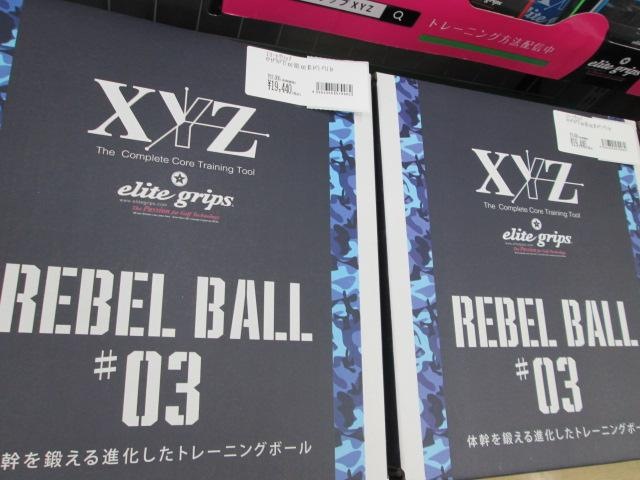 XYZ
トレーニング方法配信中
¥19,440
XYZ
The Complete Core Training Tool
elite grips
www.elitegrips.com
The Passion for Golf Technology
REBEL BALL
#03
幹を鍛える進化したトレーニングボール
XYZ
The Complete Core Training Tool
elite grips
REBEL BALL
#03
体幹を鍛える進化したトレーニングボー